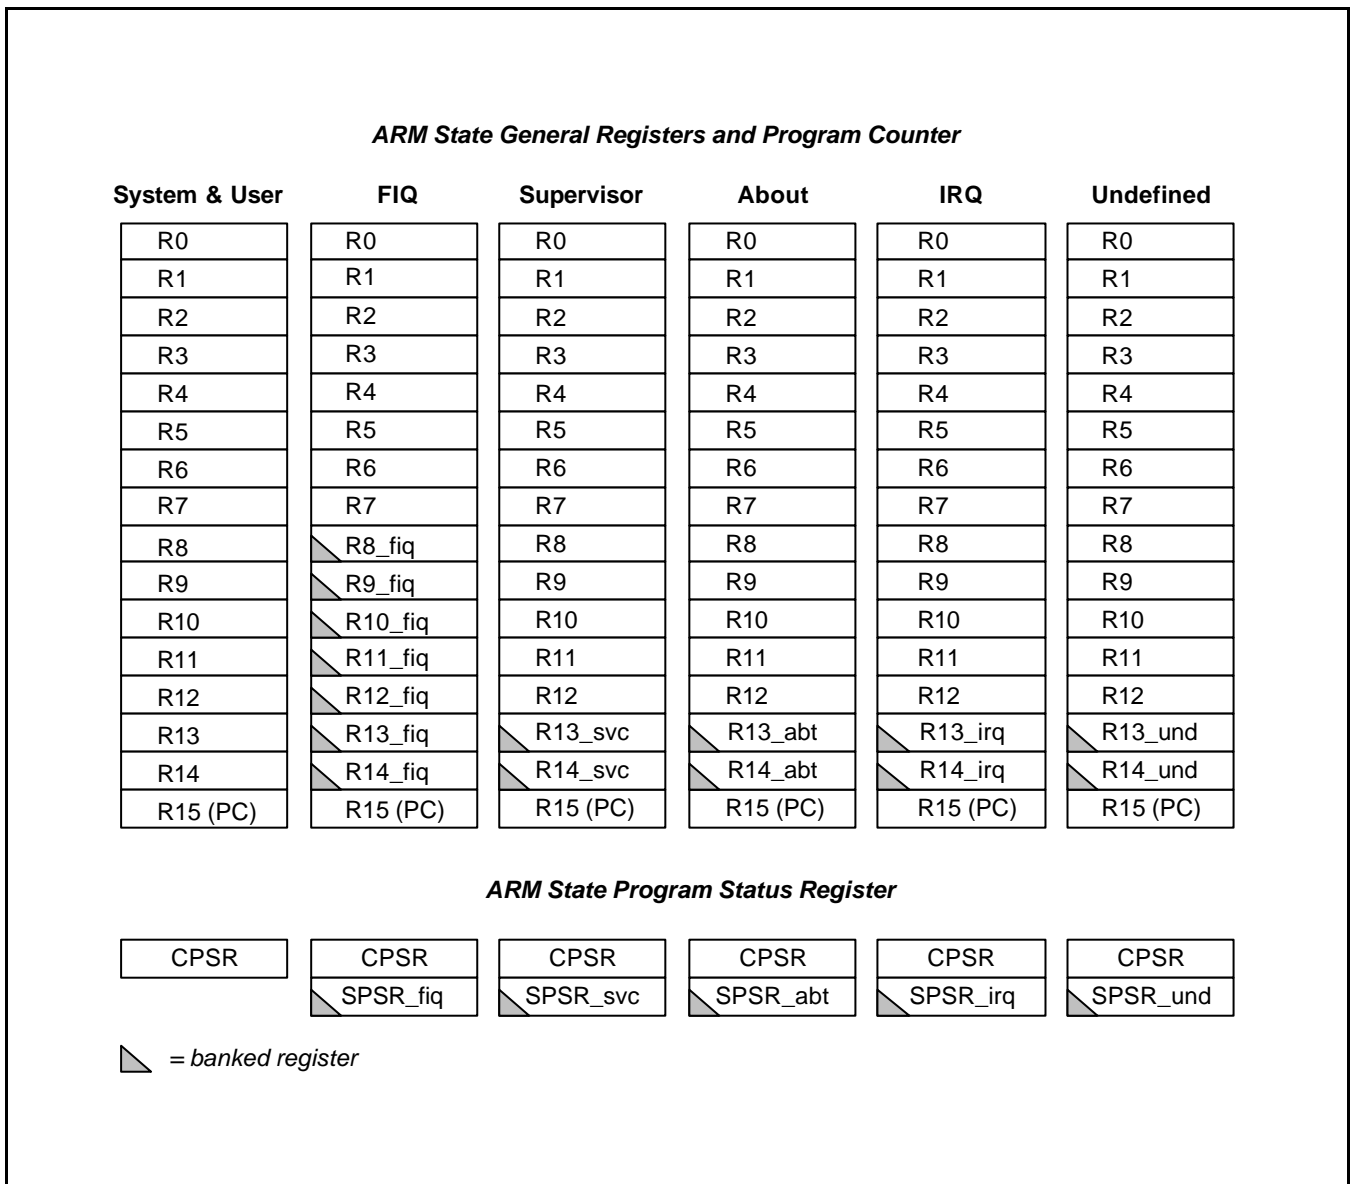 ARM State General Registers and Program Counter
System & User FIQ Supervisor About IRQ Undefined
R0 R0 R0 R0 R0 R0
R1 R1 R1 R1 R1 R1
R2 R2 R2 R2 R2 R2
R3 R3 R3 R3 R3 R3
R4 R4 R4 R4 R4 R4
R5 R5 R5 R5 R5 R5
R6 R6 R6 R6 R6 R6
R7 R7 R7 R7 R7 R7
R8 R8_fiq R8 R8 R8 R8
R9 R9_fiq R9 R9 R9 R9
R10 R10_fiq R10 R10 R10 R10
R11 R11_fiq R11 R11 R11 R11
R12 R12_fiq R12 R12 R12 R12
R13 R13_fiq R13_svc R13_abt R13_irq R13_und
R14 R14_fiq R14_svc R14_abt R14_irq R14_und
R15 (PC) R15 (PC) R15 (PC) R15 (PC) R15 (PC) R15 (PC)
ARM State Program Status Register
CPSR CPSR CPSR CPSR CPSR CPSR
SPSR_fiq SPSR_svc SPSR_abt SPSR_irq SPSR_und
= banked register